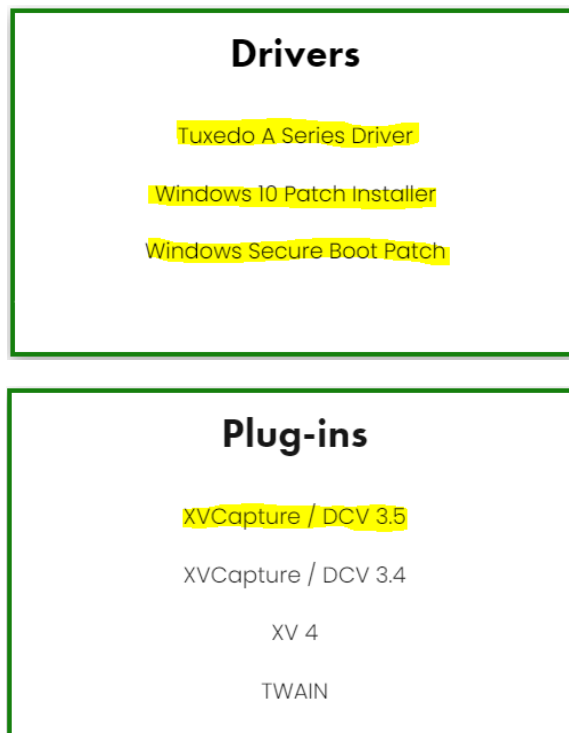 Drivers
Tuxedo A Series Driver
Windows 10 Patch Installer
Windows Secure Boot Patch
Plug-ins
XVCapture / DCV 3.5
XVCapture / DCV 3.4
XV 4
TWAIN